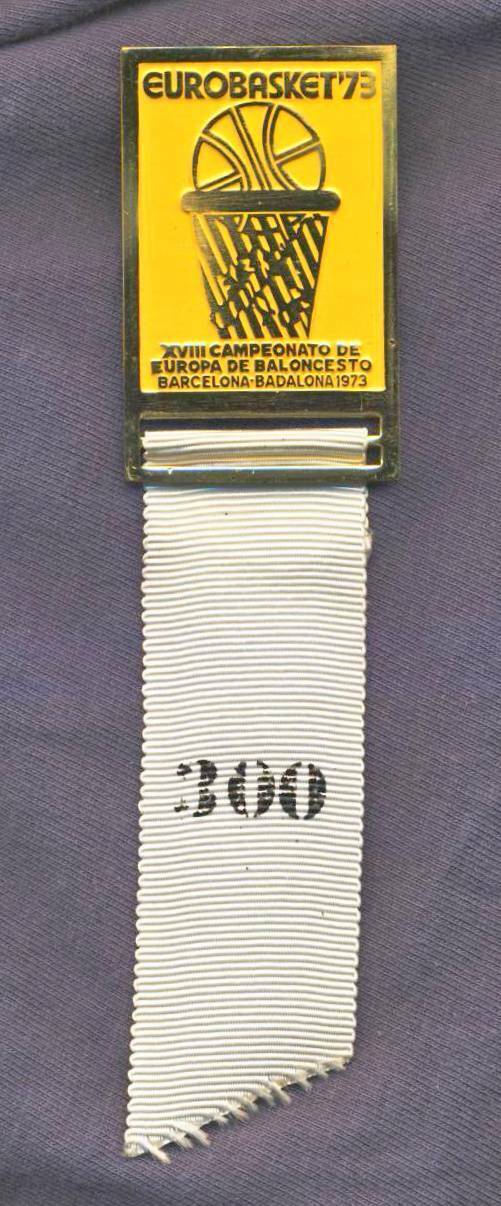 EUROBASKET'73
XVIII CAMPEONATO DE
EUROPA DE BALONCESTO
BARCELONA-BADALONA 1973
300